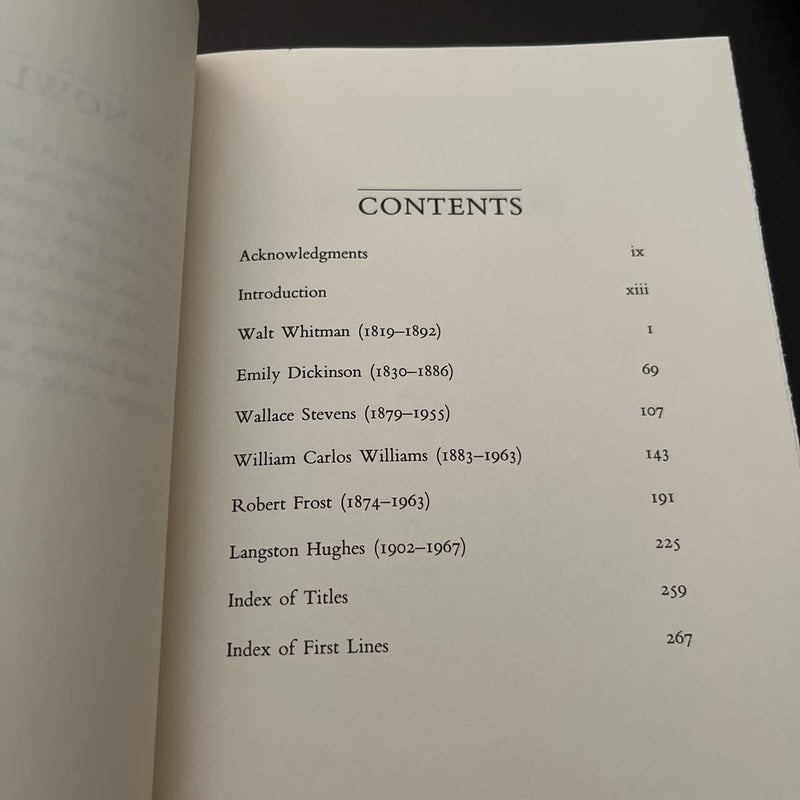 CONTENTS
Acknowledgments ix
Introduction xiii
Walt Whitman (1819–1892) 1
Emily Dickinson (1830–1886) 69
Wallace Stevens (1879–1955) 107
William Carlos Williams (1883–1963) 143
Robert Frost (1874–1963) 191
Langston Hughes (1902–1967) 225
Index of Titles 259
Index of First Lines 267